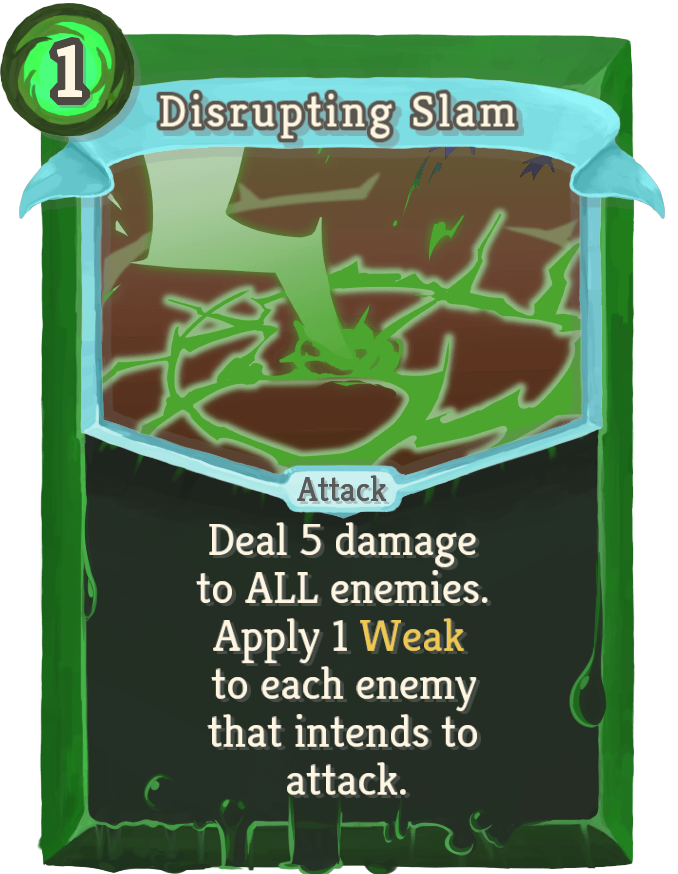 1
Disrupting Slam
Attack
Deal 5 damage
to ALL enemies.
Apply 1 Weak
to each enemy
that intends to
attack.